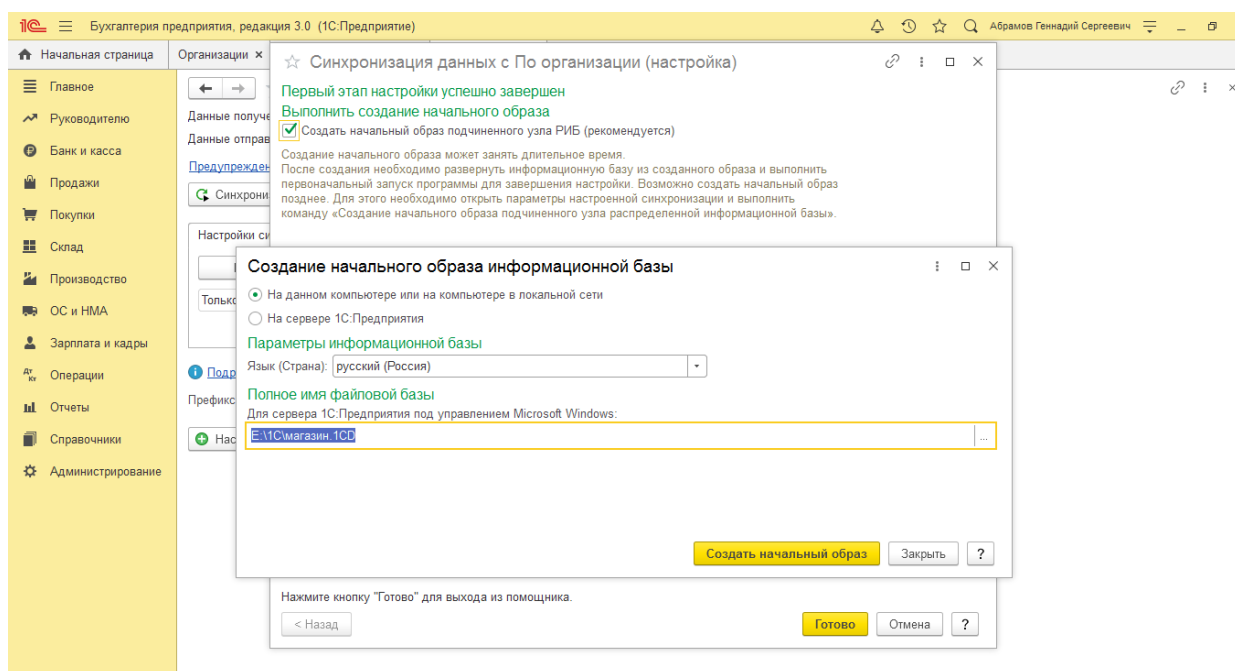 1С Бухгалтерия предприятия, редакция 3.0 (1С:Предприятие) Абрамов Геннадий Сергеевич
Начальная страница Организации ×
Синхронизация данных с По организации (настройка)
Главное
Руководителю
Банк и касса
Продажи
Покупки
Склад
Производство
ОС и НМА
Зарплата и кадры
Дт Кт Операции
Отчеты
Справочники
Администрирование
Данные получе
Данные отправ
Предупрежден
Синхрони
Настройки си
Только
Подр
Префикс
Нас
Первый этап настройки успешно завершен
Выполнить создание начального образа
Создать начальный образ подчиненного узла РИБ (рекомендуется)
Создание начального образа может занять длительное время.
После создания необходимо развернуть информационную базу из созданного образа и выполнить
первоначальный запуск программы для завершения настройки. Возможно создать начальный образ
позднее. Для этого необходимо открыть параметры настроенной синхронизации и выполнить
команду «Создание начального образа подчиненного узла распределенной информационной базы».
Создание начального образа информационной базы
На данном компьютере или на компьютере в локальной сети
На сервере 1С:Предприятия
Параметры информационной базы
Язык (Страна): русский (Россия)
Полное имя файловой базы
Для сервера 1С:Предприятия под управлением Microsoft Windows:
E:\1C\магазин.1CD ...
Создать начальный образ Закрыть ?
Нажмите кнопку "Готово" для выхода из помощника.
< Назад Готово Отмена ?